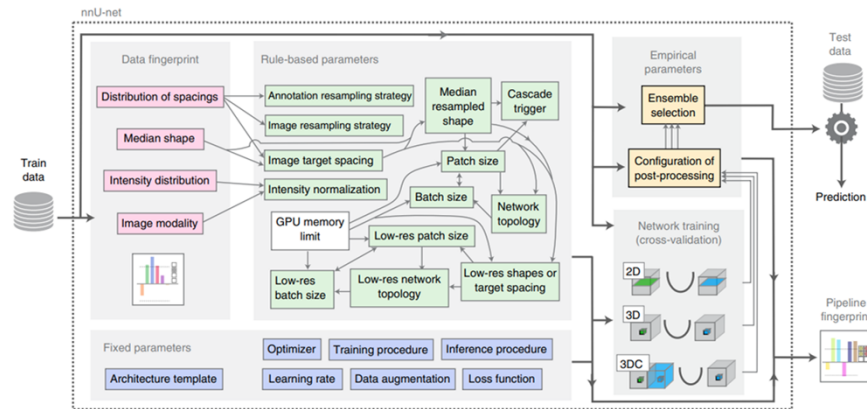 nnU-net
Data fingerprint
Distribution of spacings
Median shape
Intensity distribution
Image modality
Train
data
Rule-based parameters
Annotation resampling strategy
Image resampling strategy
Image target spacing
Intensity normalization
Median
resampled
shape
Cascade
trigger
Patch size
Batch size
Network
topology
GPU memory
limit
Low-res patch size
Low-res
batch size
Low-res network
topology
Low-res shapes or
target spacing
Fixed parameters
Optimizer
Training procedure
Inference procedure
Architecture template
Learning rate
Data augmentation
Loss function
Empirical
parameters
Ensemble
selection
Configuration of
post-processing
Network training
(cross-validation)
2D
3D
3DC
Test
data
Prediction
Pipeline
fingerprint